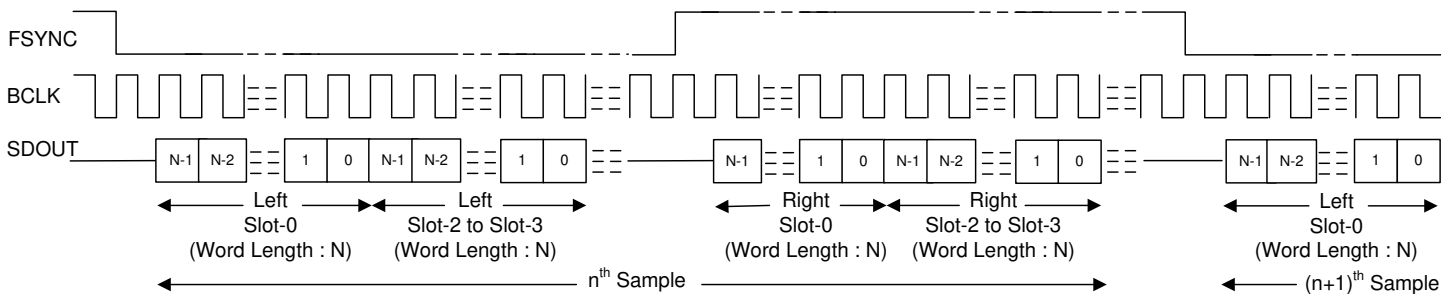 FSYNC
BCLK
SDOUT
N-1 N-2 1 0 N-1 N-2 1 0 N-1 1 0 N-1 N-2 1 0 N-1 N-2 1 0
Left Left Right Right Left
Slot-0 Slot-2 to Slot-3 Slot-0 Slot-2 to Slot-3 Slot-0
(Word Length : N) (Word Length : N) (Word Length : N) (Word Length : N) (Word Length : N)
nth Sample (n+1)th Sample